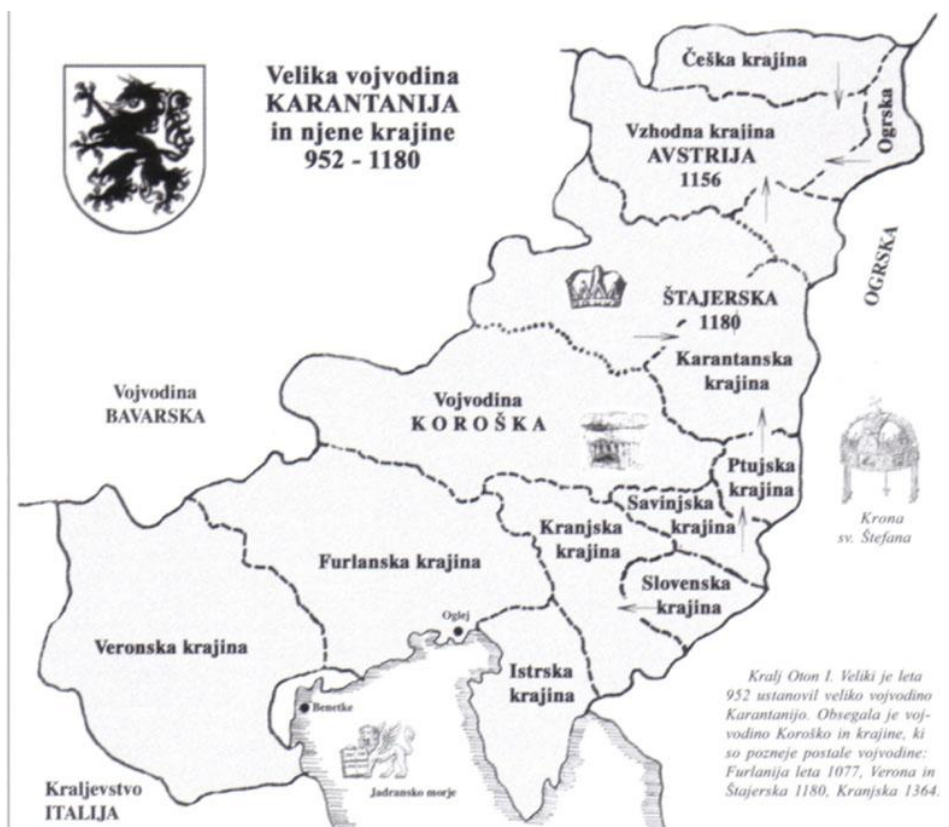 Velika vojvodina
KARANTANIJA
in njene krajine
952 - 1180
Češka krajina
Ogrska
Vzhodna krajina
AVSTRIJA
1156
OGRSKA
ŠTAJERSKA
1180
Karantanska
krajina
Vojvodina
BAVARSKA
Vojvodina
KOROŠKA
Ptujska
krajina
Savinjska
krajina
Kranjska
krajina
Krona
sv. Štefana
Furlanska krajina
Slovenska
krajina
Oglej
Veronska krajina
Istrska
krajina
Benetke
Jadransko morje
Kraljevstvo
ITALIJA
Kralj Oton I. Veliki je leta
952 ustanovil veliko vojvodino
Karantanijo. Obsegala je voj-
vodino Koroško in krajine, ki
so pozneje postale vojvodine:
Furlanija leta 1077, Verona in
Štajerska 1180, Kranjska 1364.